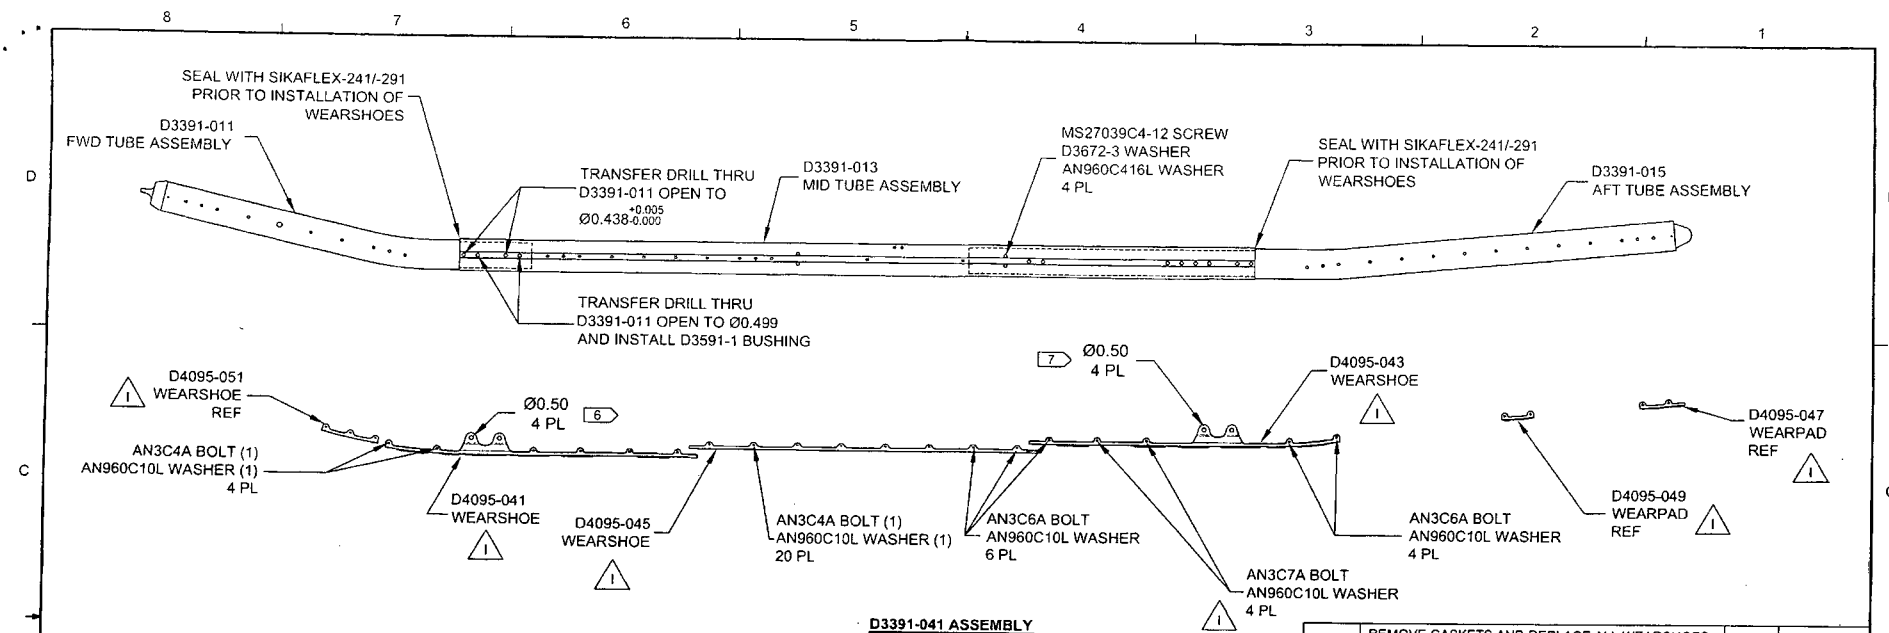 8 7 6 5 4 3 2 1
D
SEAL WITH SIKAFLEX-241/-291
PRIOR TO INSTALLATION OF
WEARSHOES
D3391-011
FWD TUBE ASSEMBLY
TRANSFER DRILL THRU
D3391-011 OPEN TO
Ø0.438 +0.005 -0.000
D3391-013
MID TUBE ASSEMBLY
MS27039C4-12 SCREW
D3672-3 WASHER
AN960C416L WASHER
4 PL
SEAL WITH SIKAFLEX-241/-291
PRIOR TO INSTALLATION OF
WEARSHOES
D3391-015
AFT TUBE ASSEMBLY
TRANSFER DRILL THRU
D3391-011 OPEN TO Ø0.499
AND INSTALL D3591-1 BUSHING
C
D4095-051
WEARSHOE
REF
I
Ø0.50
4 PL
6
7
Ø0.50
4 PL
D4095-043
WEARSHOE
I
D4095-047
WEARPAD
REF
I
AN3C4A BOLT (1)
AN960C10L WASHER (1)
4 PL
D4095-041
WEARSHOE
I
D4095-045
WEARSHOE
I
AN3C4A BOLT (1)
AN960C10L WASHER (1)
20 PL
AN3C6A BOLT
AN960C10L WASHER
6 PL
AN3C7A BOLT
AN960C10L WASHER
4 PL
I
AN3C6A BOLT
AN960C10L WASHER
4 PL
D4095-049
WEARPAD
REF
I
D3391-041 ASSEMBLY